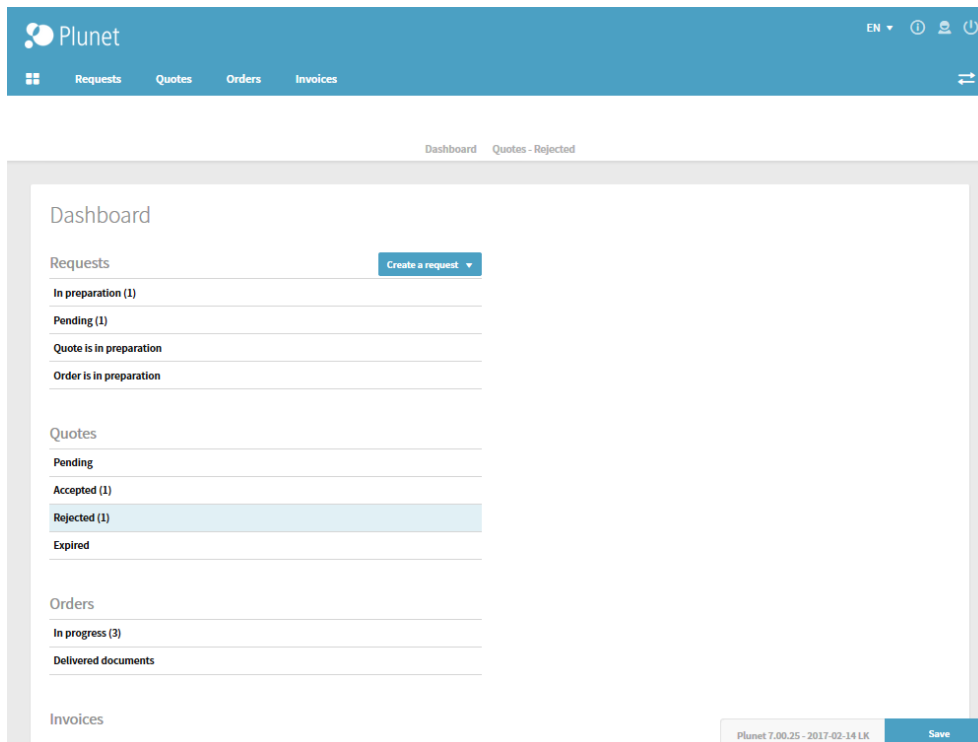 Plunet
EN
Requests Quotes Orders Invoices
Dashboard Quotes - Rejected
Dashboard
Requests
Create a request
In preparation (1)
Pending (1)
Quote is in preparation
Order is in preparation
Quotes
Pending
Accepted (1)
Rejected (1)
Expired
Orders
In progress (3)
Delivered documents
Invoices
Plunet 7.00.25 - 2017-02-14 LK
Save